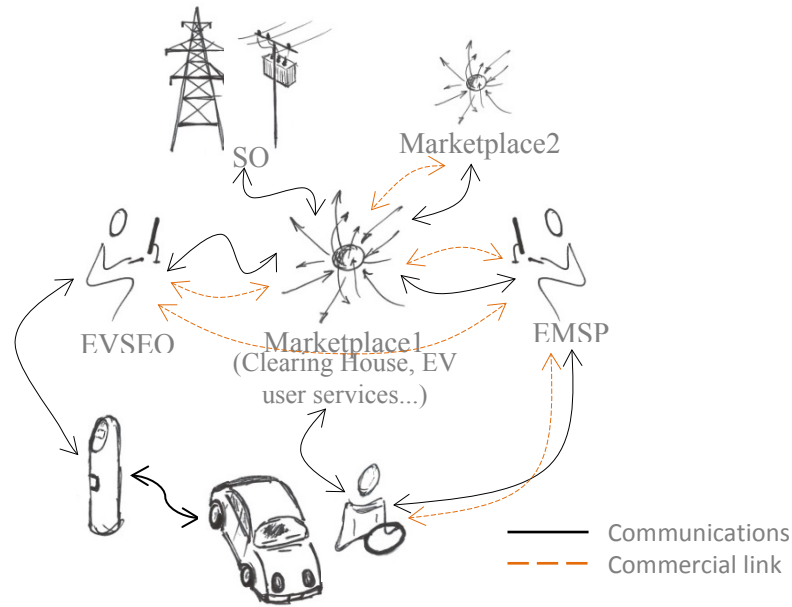 SO
Marketplace2
EVSEO
Marketplace1
(Clearing House, EV
user services...)
EMSP
Communications
Commercial link